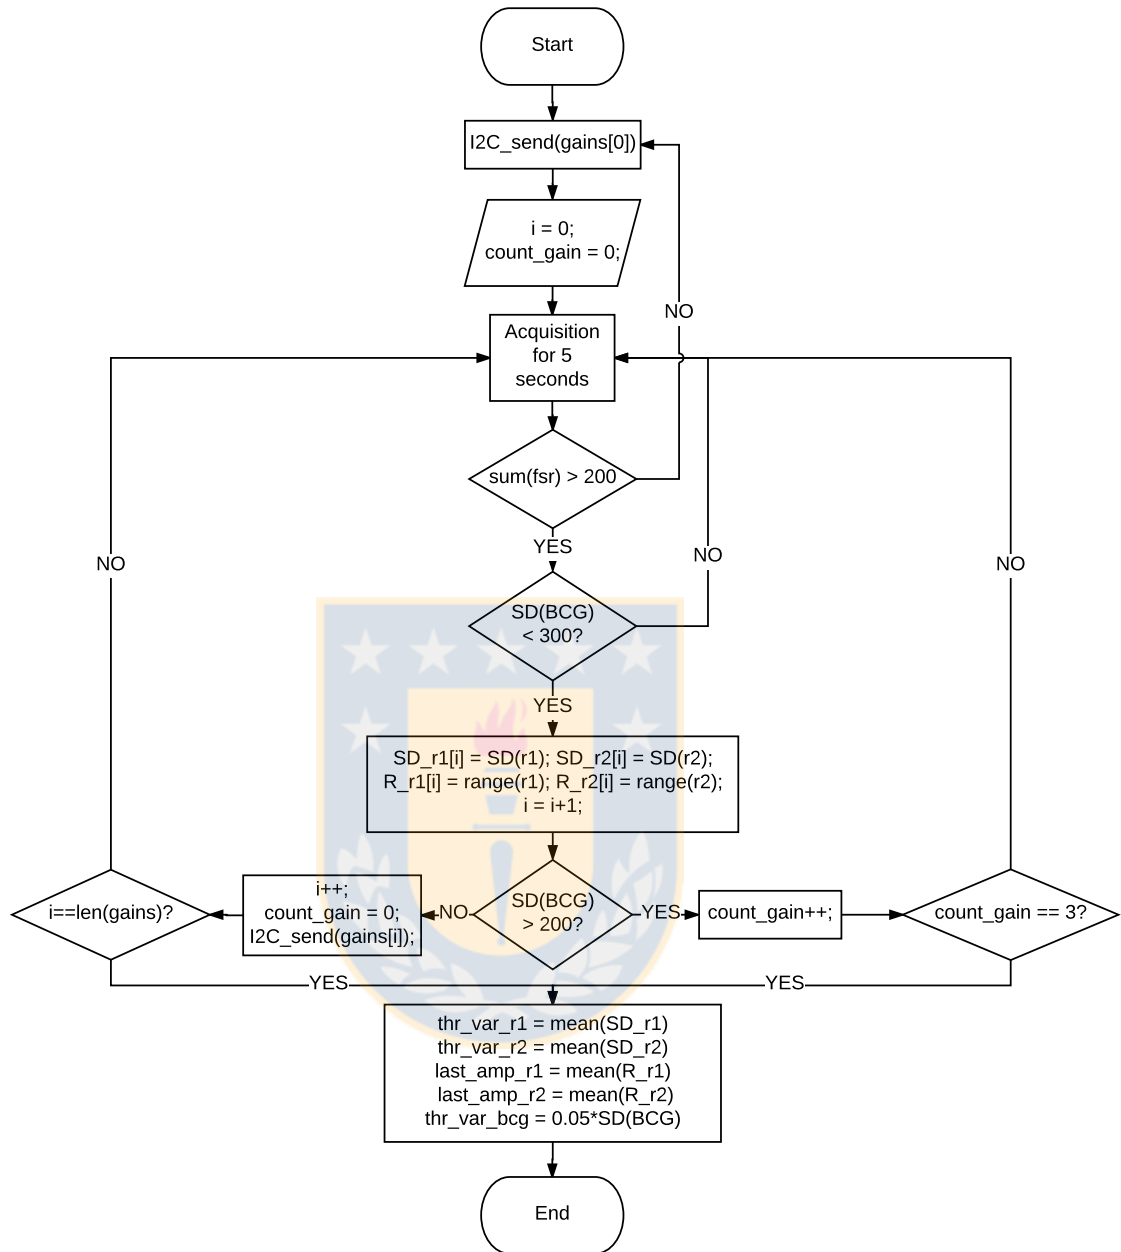 Start
I2C_send(gains[0])
i = 0;
count_gain = 0;
NO
Acquisition
for 5
seconds
sum(fsr) > 200
YES
NO
NO
NO
SD(BCG)
< 300?
YES
SD_r1[i] = SD(r1); SD_r2[i] = SD(r2);
R_r1[i] = range(r1); R_r2[i] = range(r2);
i = i+1;
i==len(gains)?
i++;
count_gain = 0;
I2C_send(gains[i]);
NO
SD(BCG)
> 200?
YES
count_gain++;
count_gain == 3?
YES
YES
thr_var_r1 = mean(SD_r1)
thr_var_r2 = mean(SD_r2)
last_amp_r1 = mean(R_r1)
last_amp_r2 = mean(R_r2)
thr_var_bcg = 0.05*SD(BCG)
End